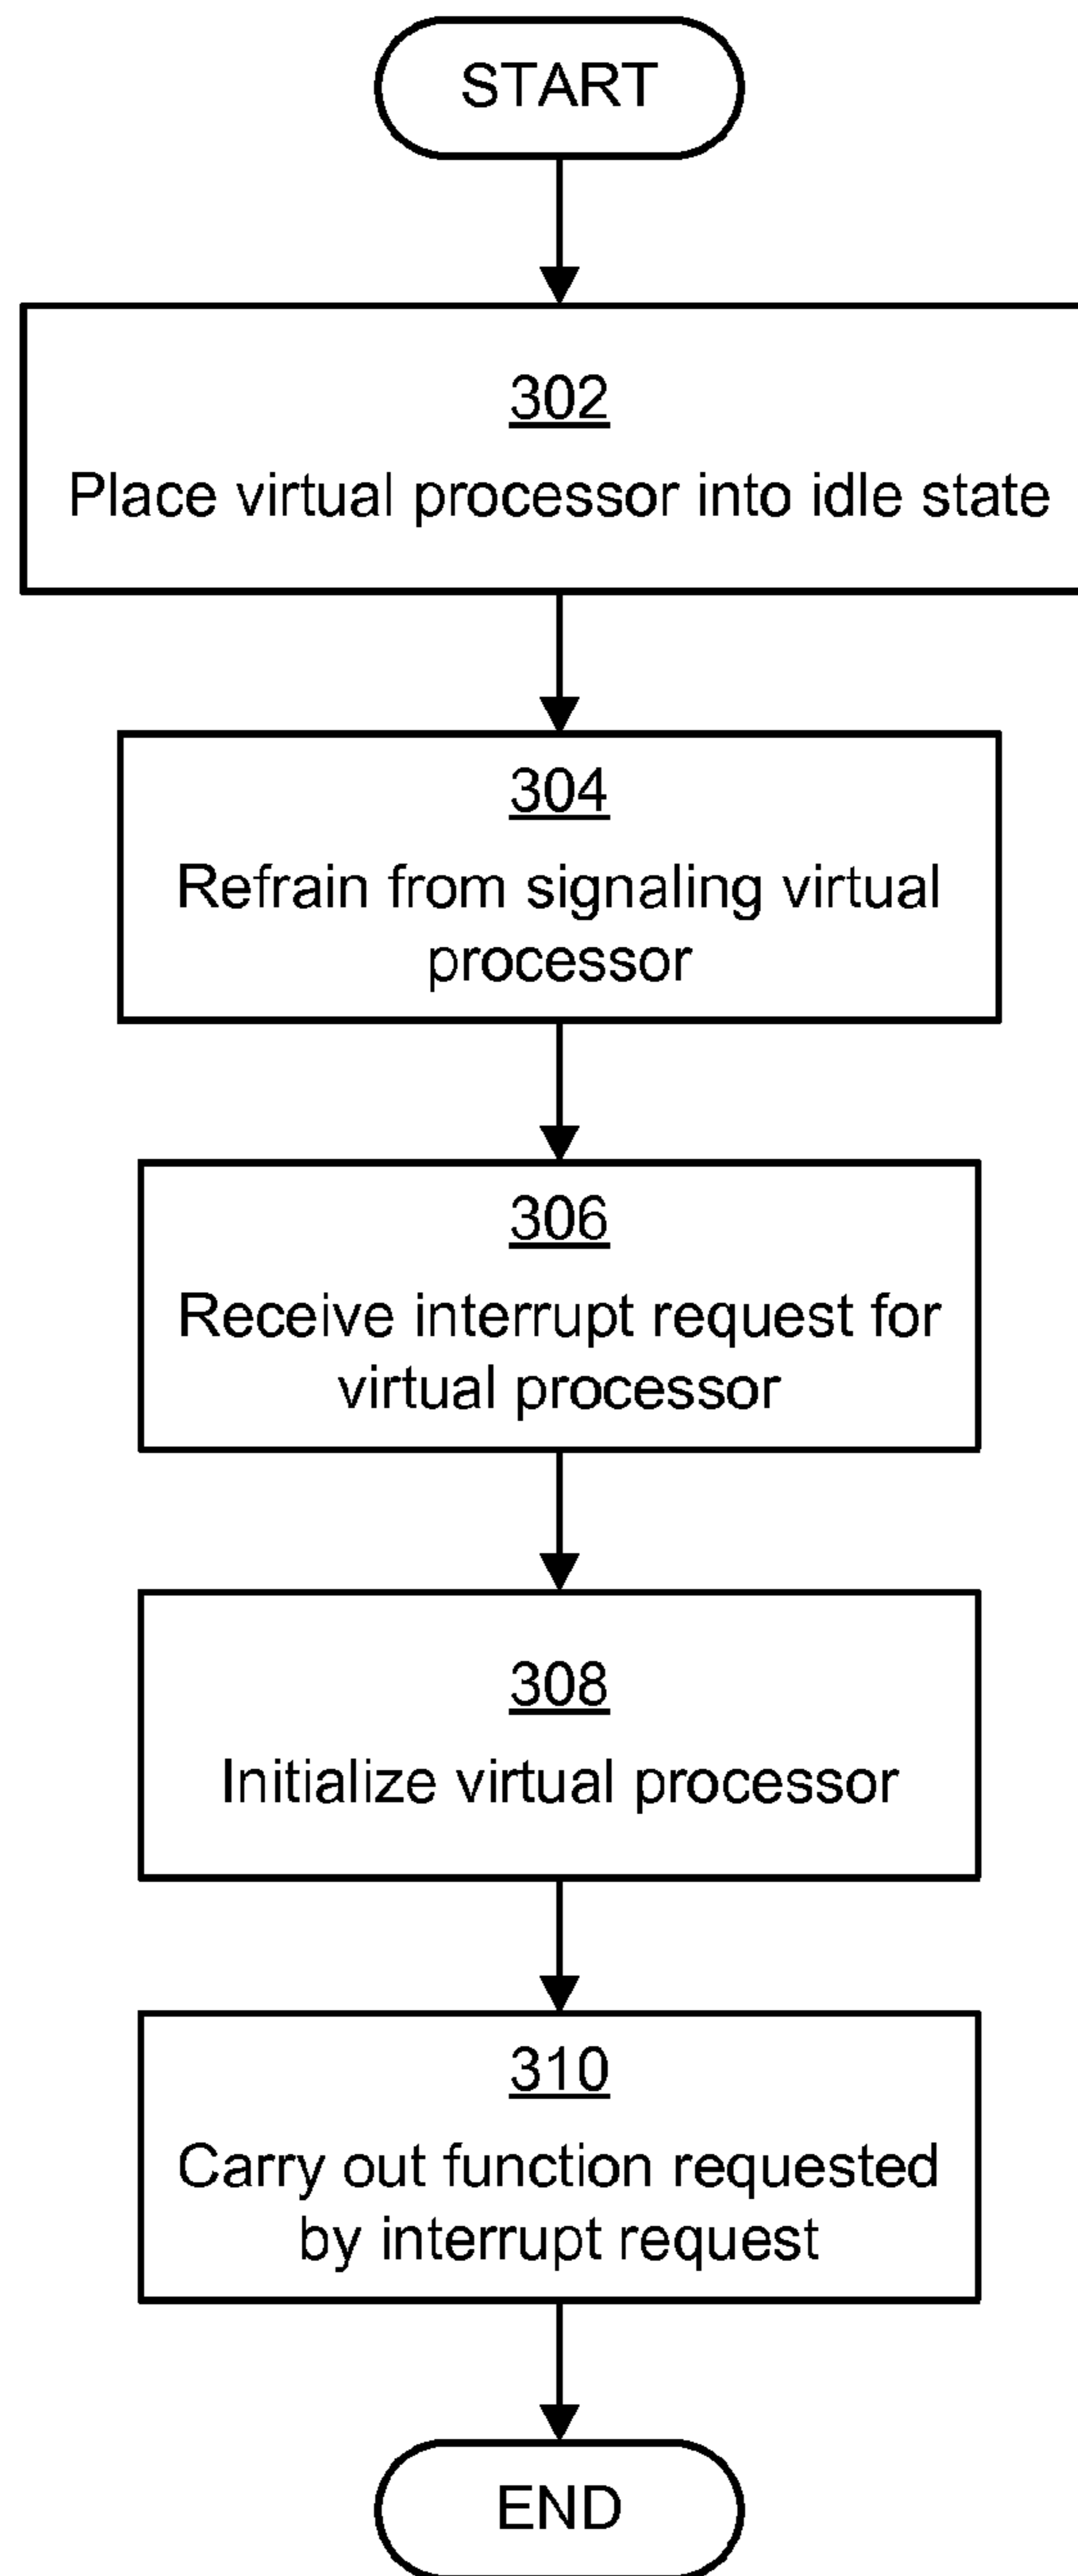 START
302
Place virtual processor into idle state
304
Refrain from signaling virtual
processor
306
Receive interrupt request for
virtual processor
308
Initialize virtual processor
310
Carry out function requested
by interrupt request
END